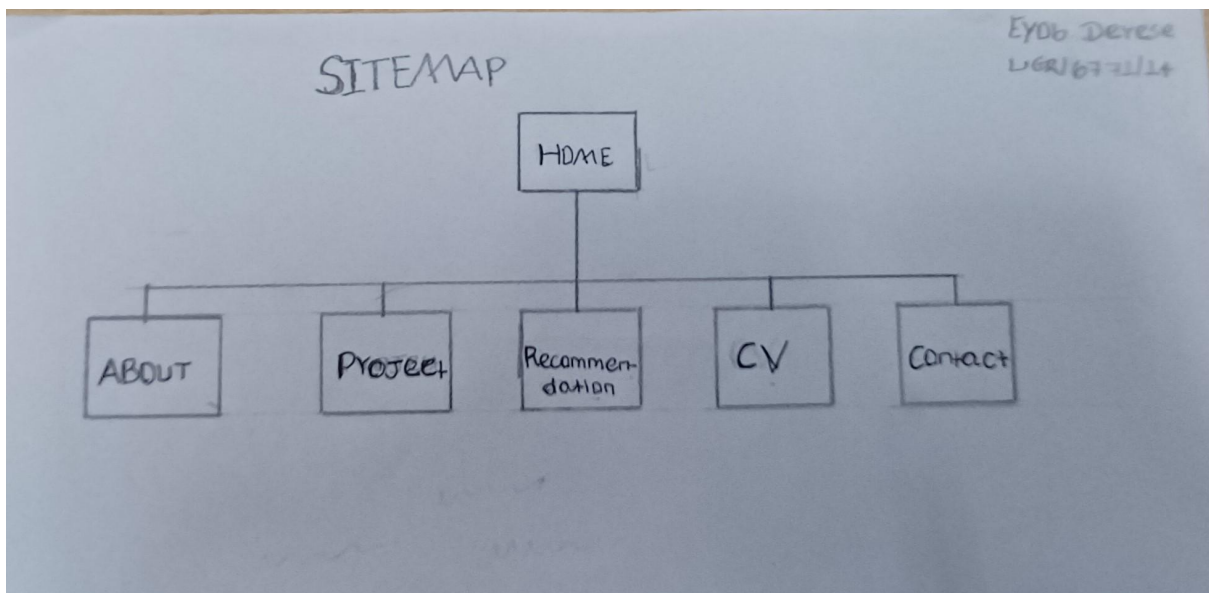 Eyob Derese
UGR/6771/14
SITEMAP
HOME
ABOUT
Project
Recommen-
dation
CV
Contact